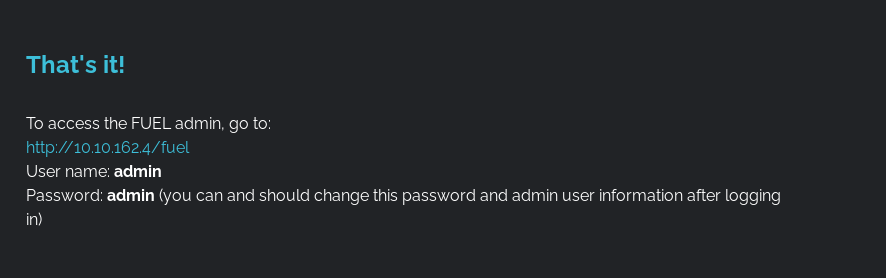 That's it!
To access the FUEL admin, go to:
http://10.10.162.4/fuel
User name: admin
Password: admin (you can and should change this password and admin user information after logging
in)